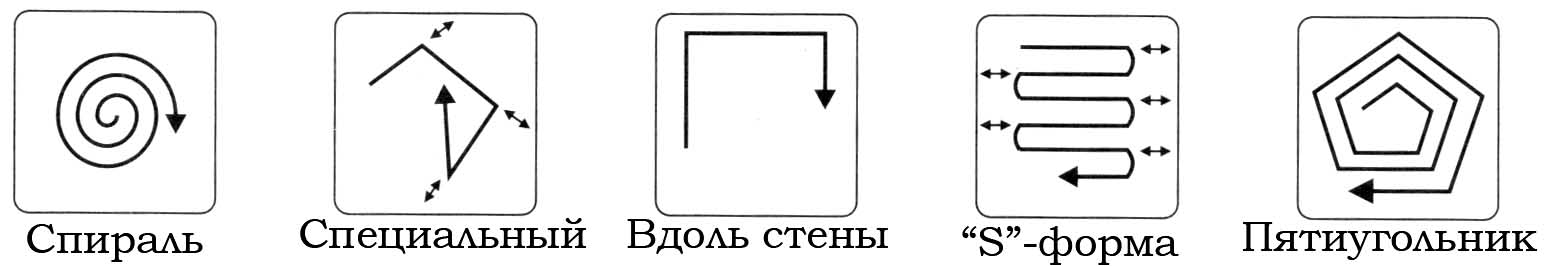 Спираль
Специальный
Вдоль стены
“S”-форма
Пятиугольник